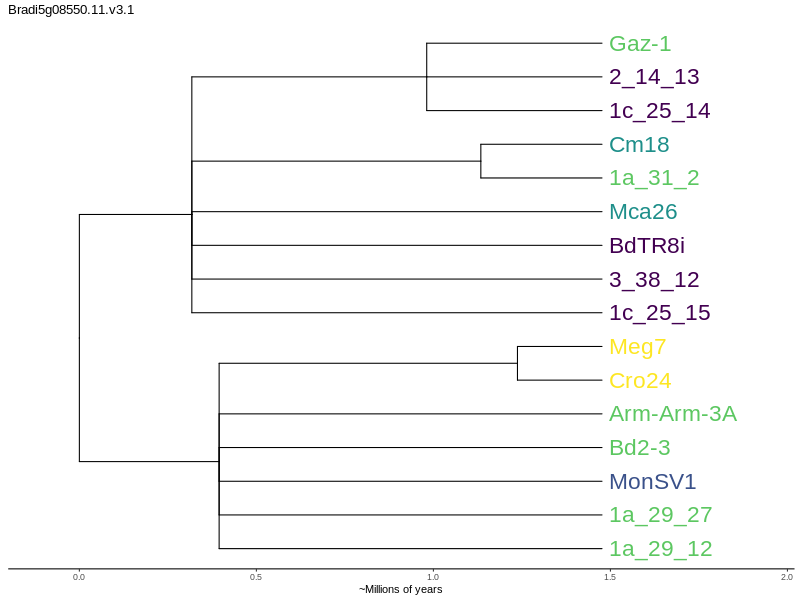 Bradi5g08550.11.v3.1
Gaz-1
2_14_13
1c_25_14
Cm18
1a_31_2
Mca26
BdTR8i
3_38_12
1c_25_15
Meg7
Cro24
Arm-Arm-3A
Bd2-3
MonSV1
1a_29_27
1a_29_12
0.0 0.5 1.0 1.5 2.0
~Millions of years